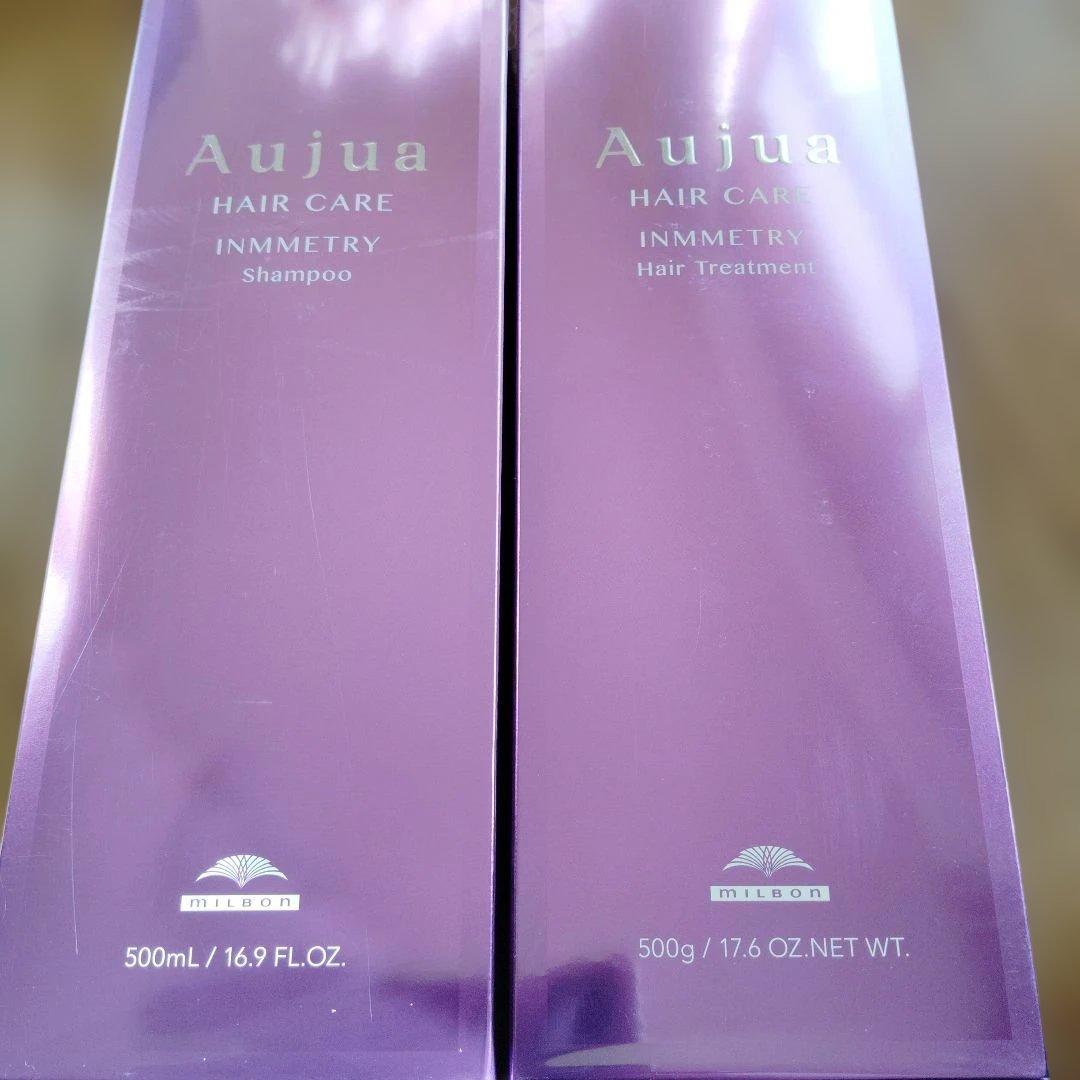 Aujua
HAIR CARE
INMMETRY
Shampoo
MILBON
500mL / 16.9 FL.OZ.
Aujua
HAIR CARE
INMMETRY
Hair Treatment
MILBON
500g / 17.6 OZ.NET WT.